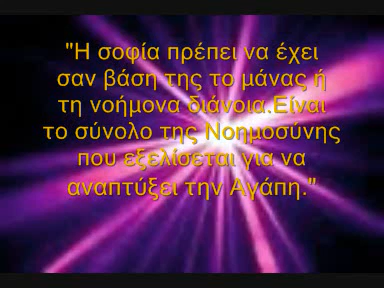 "Η σοφία πρέπει να έχει
σαν βάση της το μάνας ή
τη νοήμονα διάνοια.Είναι
το σύνολο της Νοημοσύνης
που εξελίσεται για να
αναπτύξει την Αγάπη."